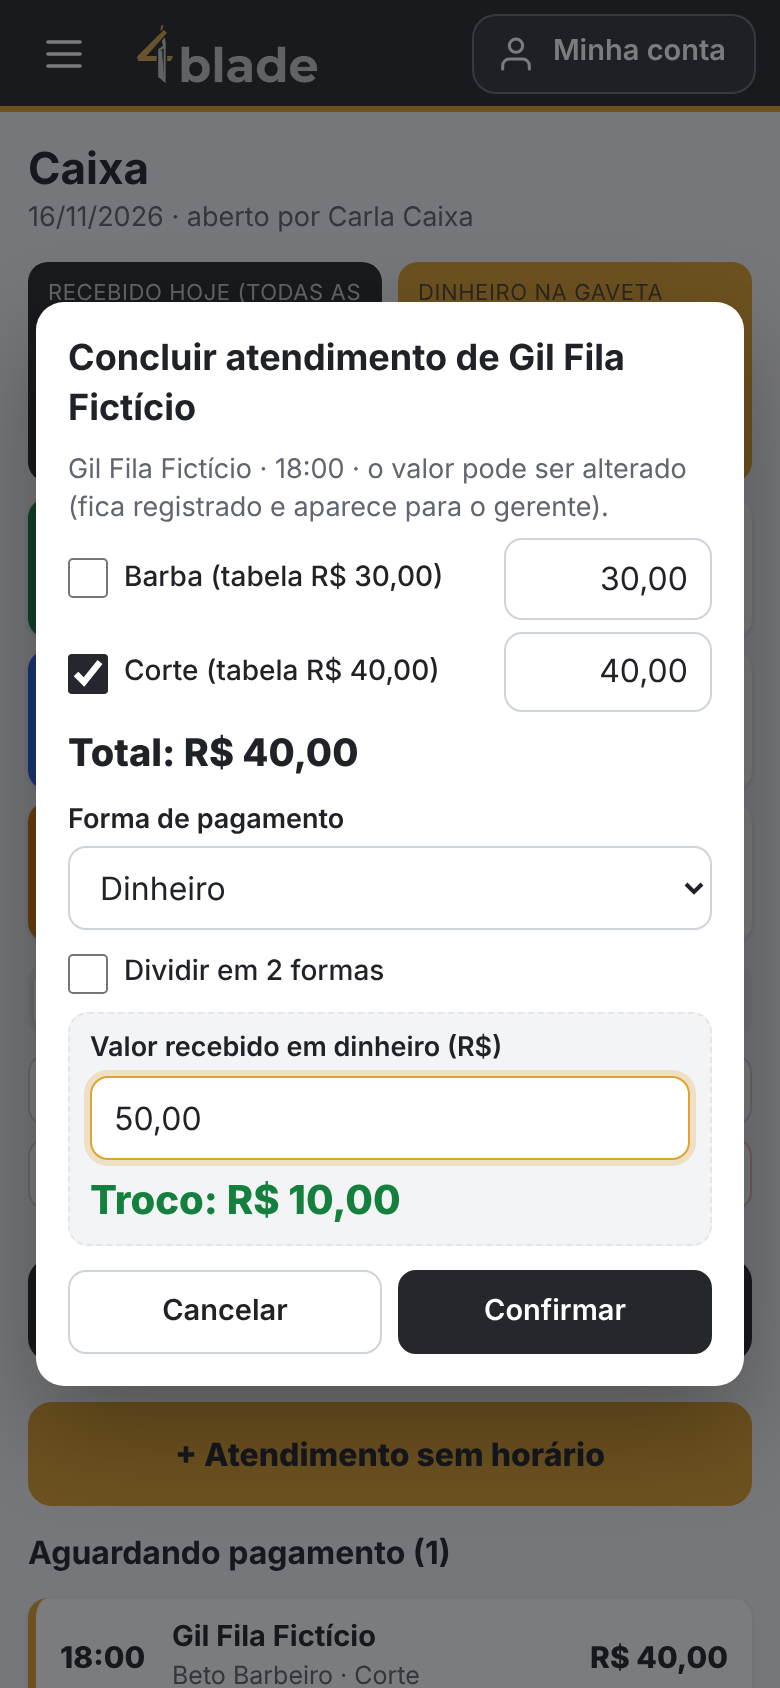 4blade
Minha conta
Caixa
16/11/2026 · aberto por Carla Caixa
RECEBIDO HOJE (TODAS AS
DINHEIRO NA GAVETA
Concluir atendimento de Gil Fila
Fictício
Gil Fila Fictício · 18:00 · o valor pode ser alterado
(fica registrado e aparece para o gerente).
Barba (tabela R$ 30,00)
30,00
Corte (tabela R$ 40,00)
40,00
Total: R$ 40,00
Forma de pagamento
Dinheiro
Dividir em 2 formas
Valor recebido em dinheiro (R$)
50,00
Troco: R$ 10,00
Cancelar
Confirmar
+ Atendimento sem horário
Aguardando pagamento (1)
18:00
Gil Fila Fictício
Beto Barbeiro · Corte
R$ 40,00